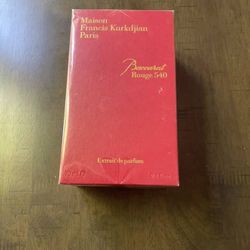 Maison
Francis Kurkdjian
Paris
Baccarat
Rouge 540
Extrait de parfum